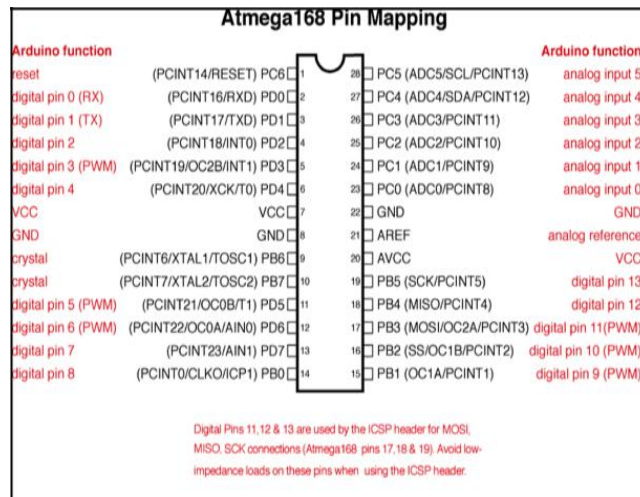 Atmega168 Pin Mapping
Arduino function Arduino function
reset (PCINT14/RESET) PC6 1 28 PC5 (ADC5/SCL/PCINT13) analog input 5
digital pin 0 (RX) (PCINT16/RXD) PD0 2 27 PC4 (ADC4/SDA/PCINT12) analog input 4
digital pin 1 (TX) (PCINT17/TXD) PD1 3 26 PC3 (ADC3/PCINT11) analog input 3
digital pin 2 (PCINT18/INT0) PD2 4 25 PC2 (ADC2/PCINT10) analog input 2
digital pin 3 (PWM) (PCINT19/OC2B/INT1) PD3 5 24 PC1 (ADC1/PCINT9) analog input 1
digital pin 4 (PCINT20/XCK/T0) PD4 6 23 PC0 (ADC0/PCINT8) analog input 0
VCC VCC 7 22 GND GND
GND GND 8 21 AREF analog reference
crystal (PCINT6/XTAL1/TOSC1) PB6 9 20 AVCC VCC
crystal (PCINT7/XTAL2/TOSC2) PB7 10 19 PB5 (SCK/PCINT5) digital pin 13
digital pin 5 (PWM) (PCINT21/OC0B/T1) PD5 11 18 PB4 (MISO/PCINT4) digital pin 12
digital pin 6 (PWM) (PCINT22/OC0A/AIN0) PD6 12 17 PB3 (MOSI/OC2A/PCINT3) digital pin 11(PWM)
digital pin 7 (PCINT23/AIN1) PD7 13 16 PB2 (SS/OC1B/PCINT2) digital pin 10 (PWM)
digital pin 8 (PCINT0/CLKO/ICP1) PB0 14 15 PB1 (OC1A/PCINT1) digital pin 9 (PWM)
Digital Pins 11,12 & 13 are used by the ICSP header for MOSI,
MISO, SCK connections (Atmega168 pins 17,18 & 19). Avoid low-
impedance loads on these pins when using the ICSP header.